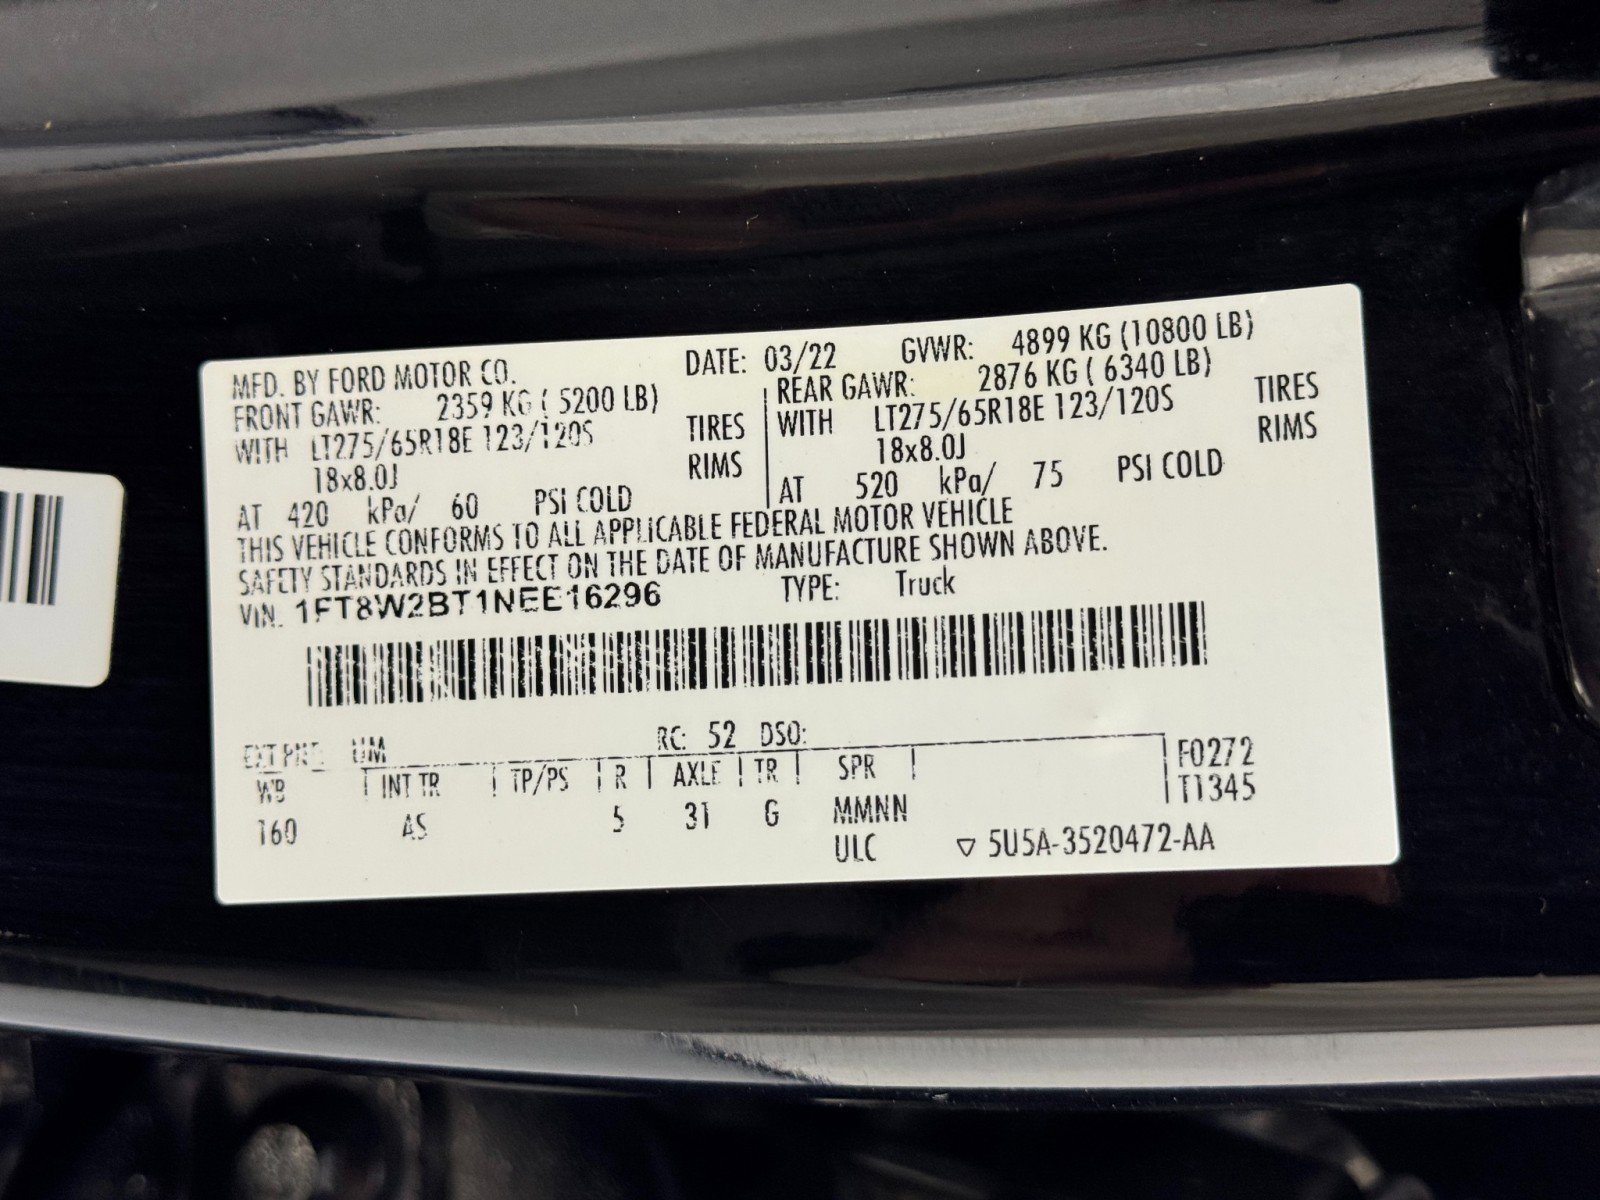 MFD. BY FORD MOTOR CO. DATE: 03/22 GVWR: 4899 KG (10800 LB)
FRONT GAWR: 2359 KG ( 5200 LB) REAR GAWR: 2876 KG ( 6340 LB)
WITH LT275/65R18E 123/120S TIRES WITH LT275/65R18E 123/120S TIRES
18x8.0J RIMS 18x8.0J RIMS
AT 420 kPa/ 60 PSI COLD AT 520 kPa/ 75 PSI COLD
THIS VEHICLE CONFORMS TO ALL APPLICABLE FEDERAL MOTOR VEHICLE
SAFETY STANDARDS IN EFFECT ON THE DATE OF MANUFACTURE SHOWN ABOVE.
VIN: 1FT8W2BT1NEE16296 TYPE: Truck
EXT PNT: UM RC: 52 DSO:
WB INT TR TP/PS R AXLE TR SPR F0272
160 AS 5 31 G MMNN T1345
ULC ▽ 5U5A-3520472-AA